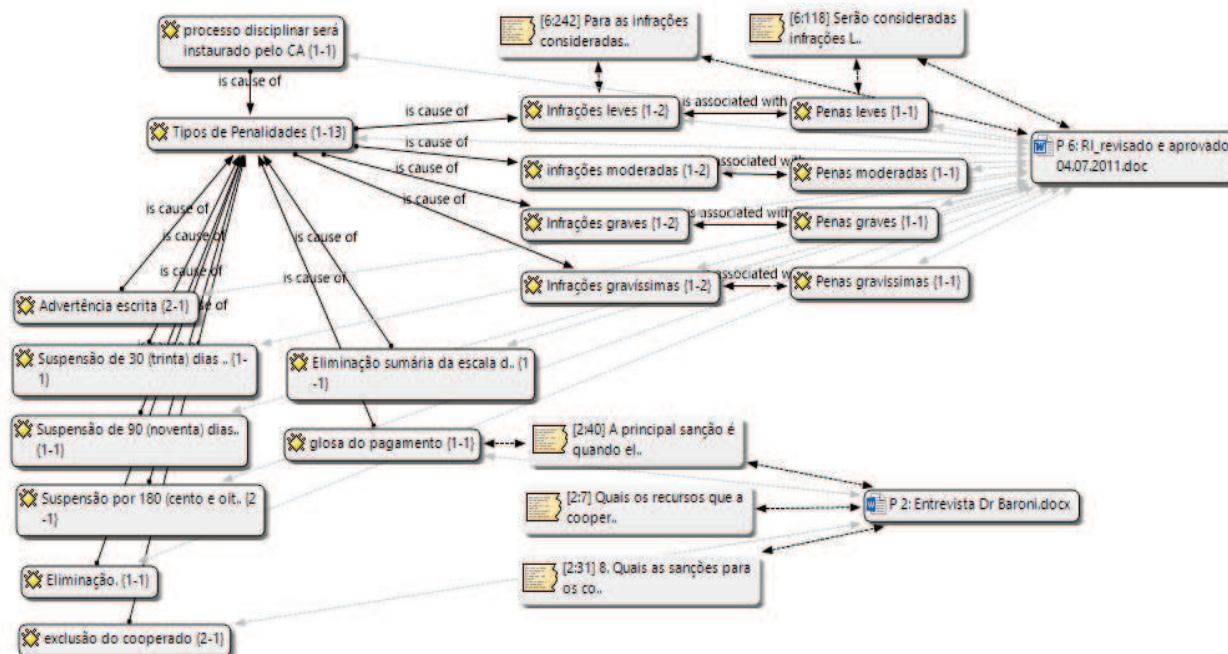 processo disciplinar será
instaurado pelo CA {1-1}
[6:242] Para as infrações
consideradas..
[6:118] Serão consideradas
infrações L..
is cause of
Tipos de Penalidades {1-13}
is cause of
Infrações leves {1-2}
is associated with
Penas leves {1-1}
P 6: RI_revisado e aprovado
04.07.2011.doc
is cause of
infrações moderadas {1-2}
associated with
Penas moderadas {1-1}
is cause of
Infrações graves {1-2}
is associated with
Penas graves {1-1}
is cause of
Infrações gravíssimas {1-2}
associated w
Penas gravíssimas {1-1}
is cause of
is cause of
is cause of
is cause of
is cause of
Advertência escrita {2-1}
se of
Suspensão de 30 (trinta) dias .. {1-
1}
Eliminação sumária da escala d.. {1
-1}
Suspensão de 90 (noventa) dias..
{1-1}
glosa do pagamento {1-1}
[2:40] A principal sanção é
quando el..
Suspensão por 180 (cento e oit.. {2
-1}
[2:7] Quais os recursos que a
cooper..
P 2: Entrevista Dr Baroni.docx
Eliminação. {1-1}
[2:31] 8. Quais as sanções para
os co..
exclusão do cooperado {2-1}